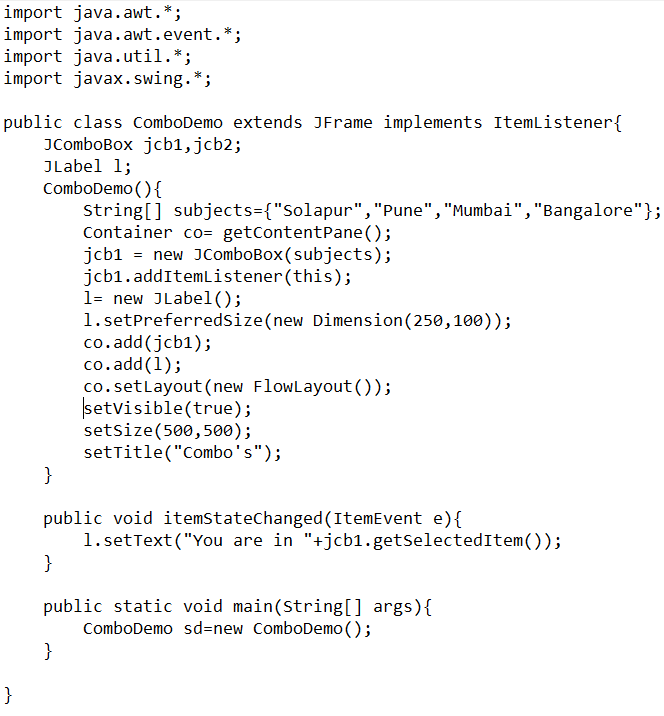 import java.awt.*;
import java.awt.event.*;
import java.util.*;
import javax.swing.*;

public class ComboDemo extends JFrame implements ItemListener{
    JComboBox jcb1,jcb2;
    JLabel l;
    ComboDemo(){
        String[] subjects={"Solapur","Pune","Mumbai","Bangalore"};
        Container co= getContentPane();
        jcb1 = new JComboBox(subjects);
        jcb1.addItemListener(this);
        l= new JLabel();
        l.setPreferredSize(new Dimension(250,100));
        co.add(jcb1);
        co.add(l);
        co.setLayout(new FlowLayout());
        setVisible(true);
        setSize(500,500);
        setTitle("Combo's");
    }

    public void itemStateChanged(ItemEvent e){
        l.setText("You are in "+jcb1.getSelectedItem());
    }

    public static void main(String[] args){
        ComboDemo sd=new ComboDemo();
    }

}